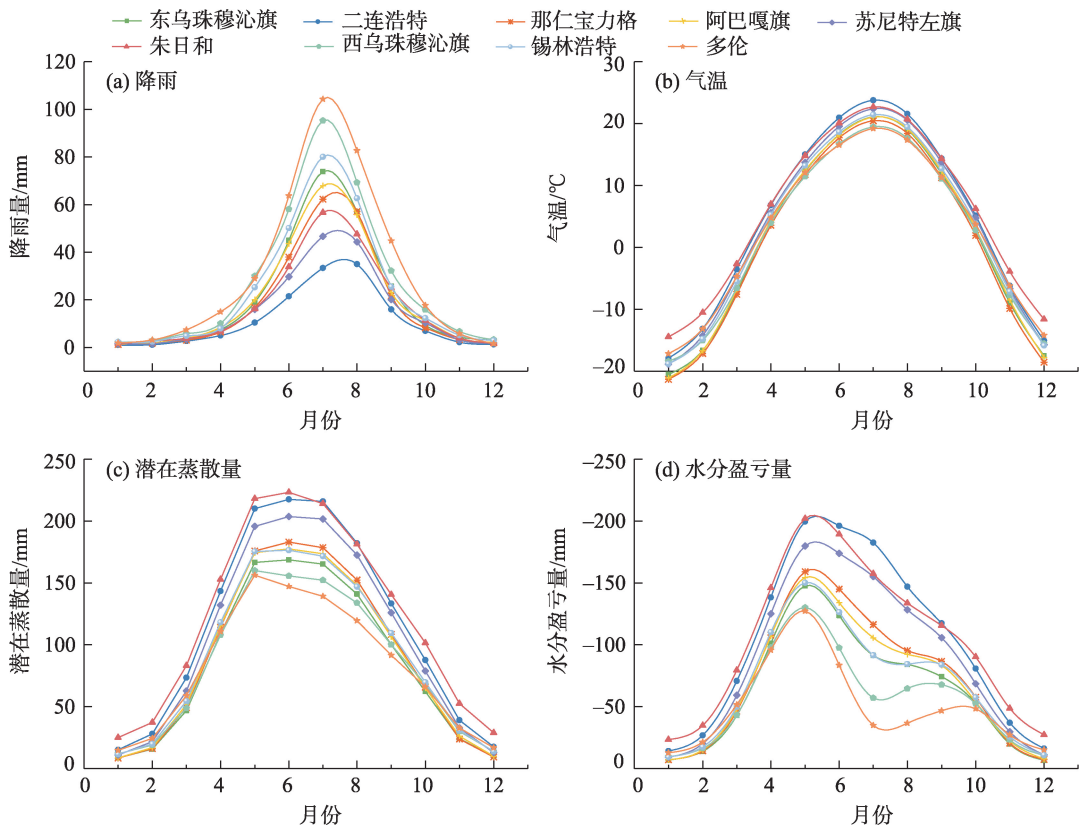 东乌珠穆沁旗 二连浩特 那仁宝力格 阿巴嘎旗 苏尼特左旗
朱日和 西乌珠穆沁旗 锡林浩特 多伦
(a) 降雨
120
100
80
60
40
20
0
降雨量/mm
0 2 4 6 8 10 12
月份
(b) 气温
30
20
10
0
-10
-20
气温/℃
0 2 4 6 8 10 12
月份
(c) 潜在蒸散量
250
200
150
100
50
0
潜在蒸散量/mm
0 2 4 6 8 10 12
月份
(d) 水分盈亏量
-250
-200
-150
-100
-50
0
水分盈亏量/mm
0 2 4 6 8 10 12
月份